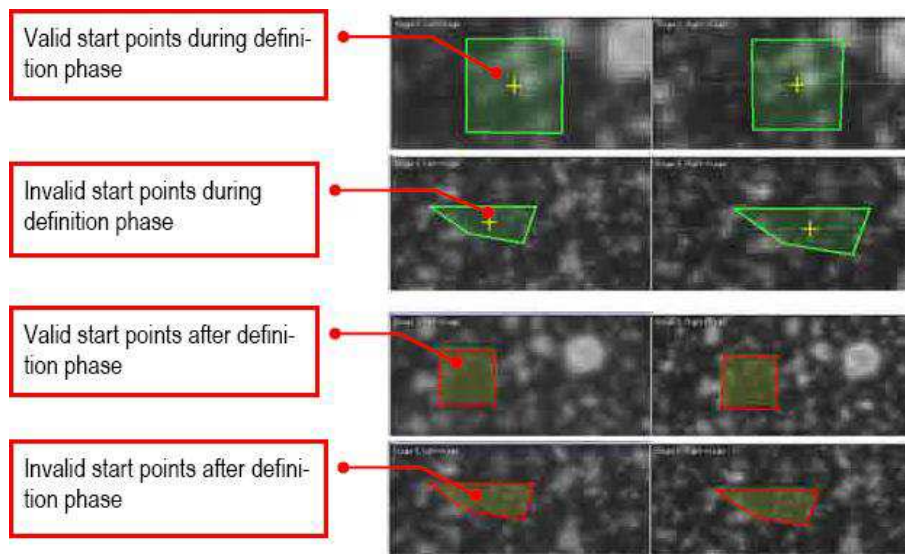 Valid start points during defini-
tion phase
Invalid start points during
definition phase
Valid start points after defini-
tion phase
Invalid start points after defini-
tion phase